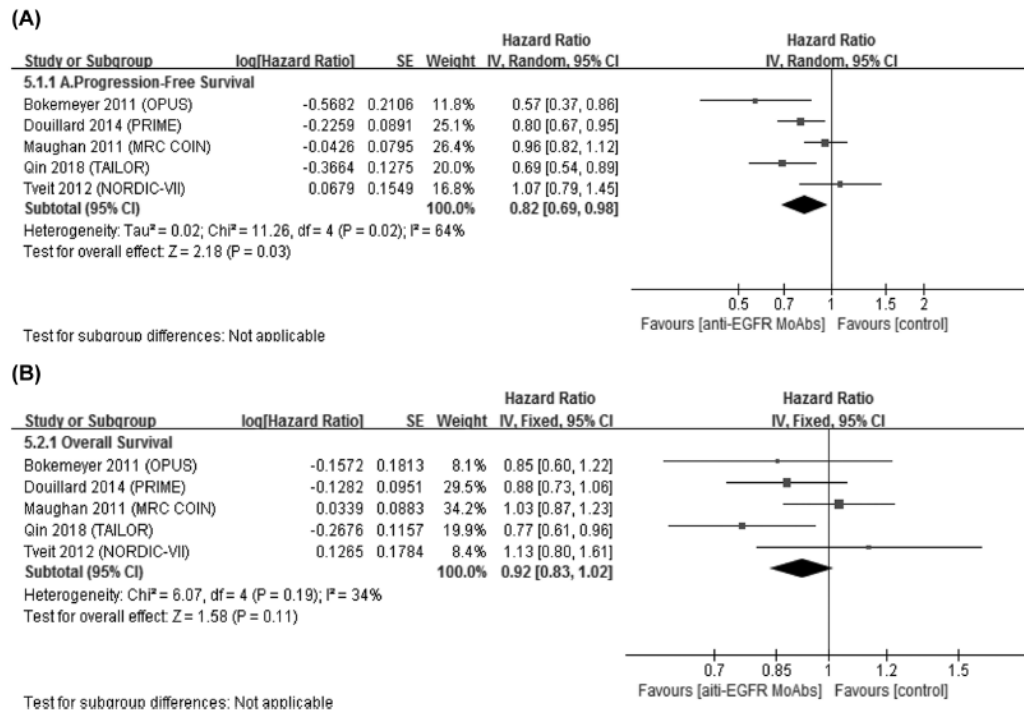 (A)
Hazard Ratio Hazard Ratio
Study or Subgroup log[Hazard Ratio] SE Weight IV, Random, 95% CI IV, Random, 95% CI
5.1.1 A.Progression-Free Survival
Bokemeyer 2011 (OPUS) -0.5682 0.2106 11.8% 0.57 [0.37, 0.86]
Douillard 2014 (PRIME) -0.2259 0.0891 25.1% 0.80 [0.67, 0.95]
Maughan 2011 (MRC COIN) -0.0426 0.0795 26.4% 0.96 [0.82, 1.12]
Qin 2018 (TAILOR) -0.3664 0.1275 20.0% 0.69 [0.54, 0.89]
Tveit 2012 (NORDIC-VII) 0.0679 0.1549 16.8% 1.07 [0.79, 1.45]
Subtotal (95% CI) 100.0% 0.82 [0.69, 0.98]
Heterogeneity: Tau² = 0.02; Chi² = 11.26, df = 4 (P = 0.02); I² = 64%
Test for overall effect: Z = 2.18 (P = 0.03)
0.5 0.7 1 1.5 2
Favours [anti-EGFR MoAbs] Favours [control]
Test for subgroup differences: Not applicable
(B)
Hazard Ratio Hazard Ratio
Study or Subgroup log[Hazard Ratio] SE Weight IV, Fixed, 95% CI IV, Fixed, 95% CI
5.2.1 Overall Survival
Bokemeyer 2011 (OPUS) -0.1572 0.1813 8.1% 0.85 [0.60, 1.22]
Douillard 2014 (PRIME) -0.1282 0.0951 29.5% 0.88 [0.73, 1.06]
Maughan 2011 (MRC COIN) 0.0339 0.0883 34.2% 1.03 [0.87, 1.23]
Qin 2018 (TAILOR) -0.2676 0.1157 19.9% 0.77 [0.61, 0.96]
Tveit 2012 (NORDIC-VII) 0.1265 0.1784 8.4% 1.13 [0.80, 1.61]
Subtotal (95% CI) 100.0% 0.92 [0.83, 1.02]
Heterogeneity: Chi² = 6.07, df = 4 (P = 0.19); I² = 34%
Test for overall effect: Z = 1.58 (P = 0.11)
0.7 0.85 1 1.2 1.5
Favours [aiti-EGFR MoAbs] Favours [control]
Test for subgroup differences: Not applicable